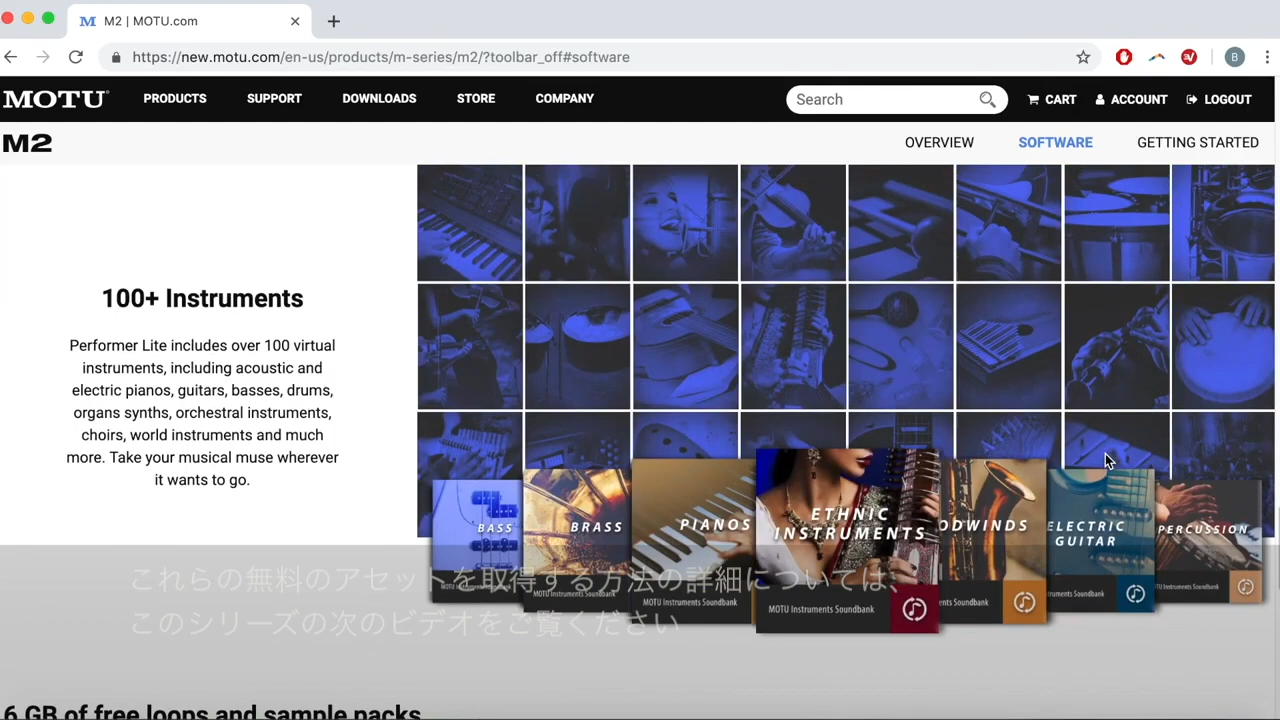 M2 | MOTU.com
https://new.motu.com/en-us/products/m-series/m2/?toolbar_off#software
B
MOTU
PRODUCTS
SUPPORT
DOWNLOADS
STORE
COMPANY
Search
CART
ACCOUNT
LOGOUT
M2
OVERVIEW
SOFTWARE
GETTING STARTED
100+ Instruments
Performer Lite includes over 100 virtual
instruments, including acoustic and
electric pianos, guitars, basses, drums,
organs synths, orchestral instruments,
choirs, world instruments and much
more. Take your musical muse wherever
it wants to go.
BASS
BRASS
PIANOS
ETHNIC
INSTRUMENTS
ODWINDS
ELECTRIC
GUITAR
PERCUSSION
MOTU Instruments Soundbank
MOTU Instruments Soundbank
これらの無料のアセットを取得する方法の詳細については、
このシリーズの次のビデオをご覧ください
6 GB of free loops and sample packs